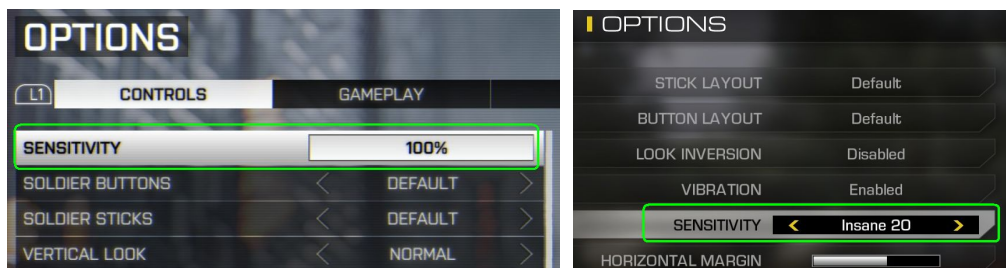 OPTIONS
L1 CONTROLS GAMEPLAY
SENSITIVITY 100%
SOLDIER BUTTONS DEFAULT
SOLDIER STICKS DEFAULT
VERTICAL LOOK NORMAL
OPTIONS
STICK LAYOUT Default
BUTTON LAYOUT Default
LOOK INVERSION Disabled
VIBRATION Enabled
SENSITIVITY Insane 20
HORIZONTAL MARGIN